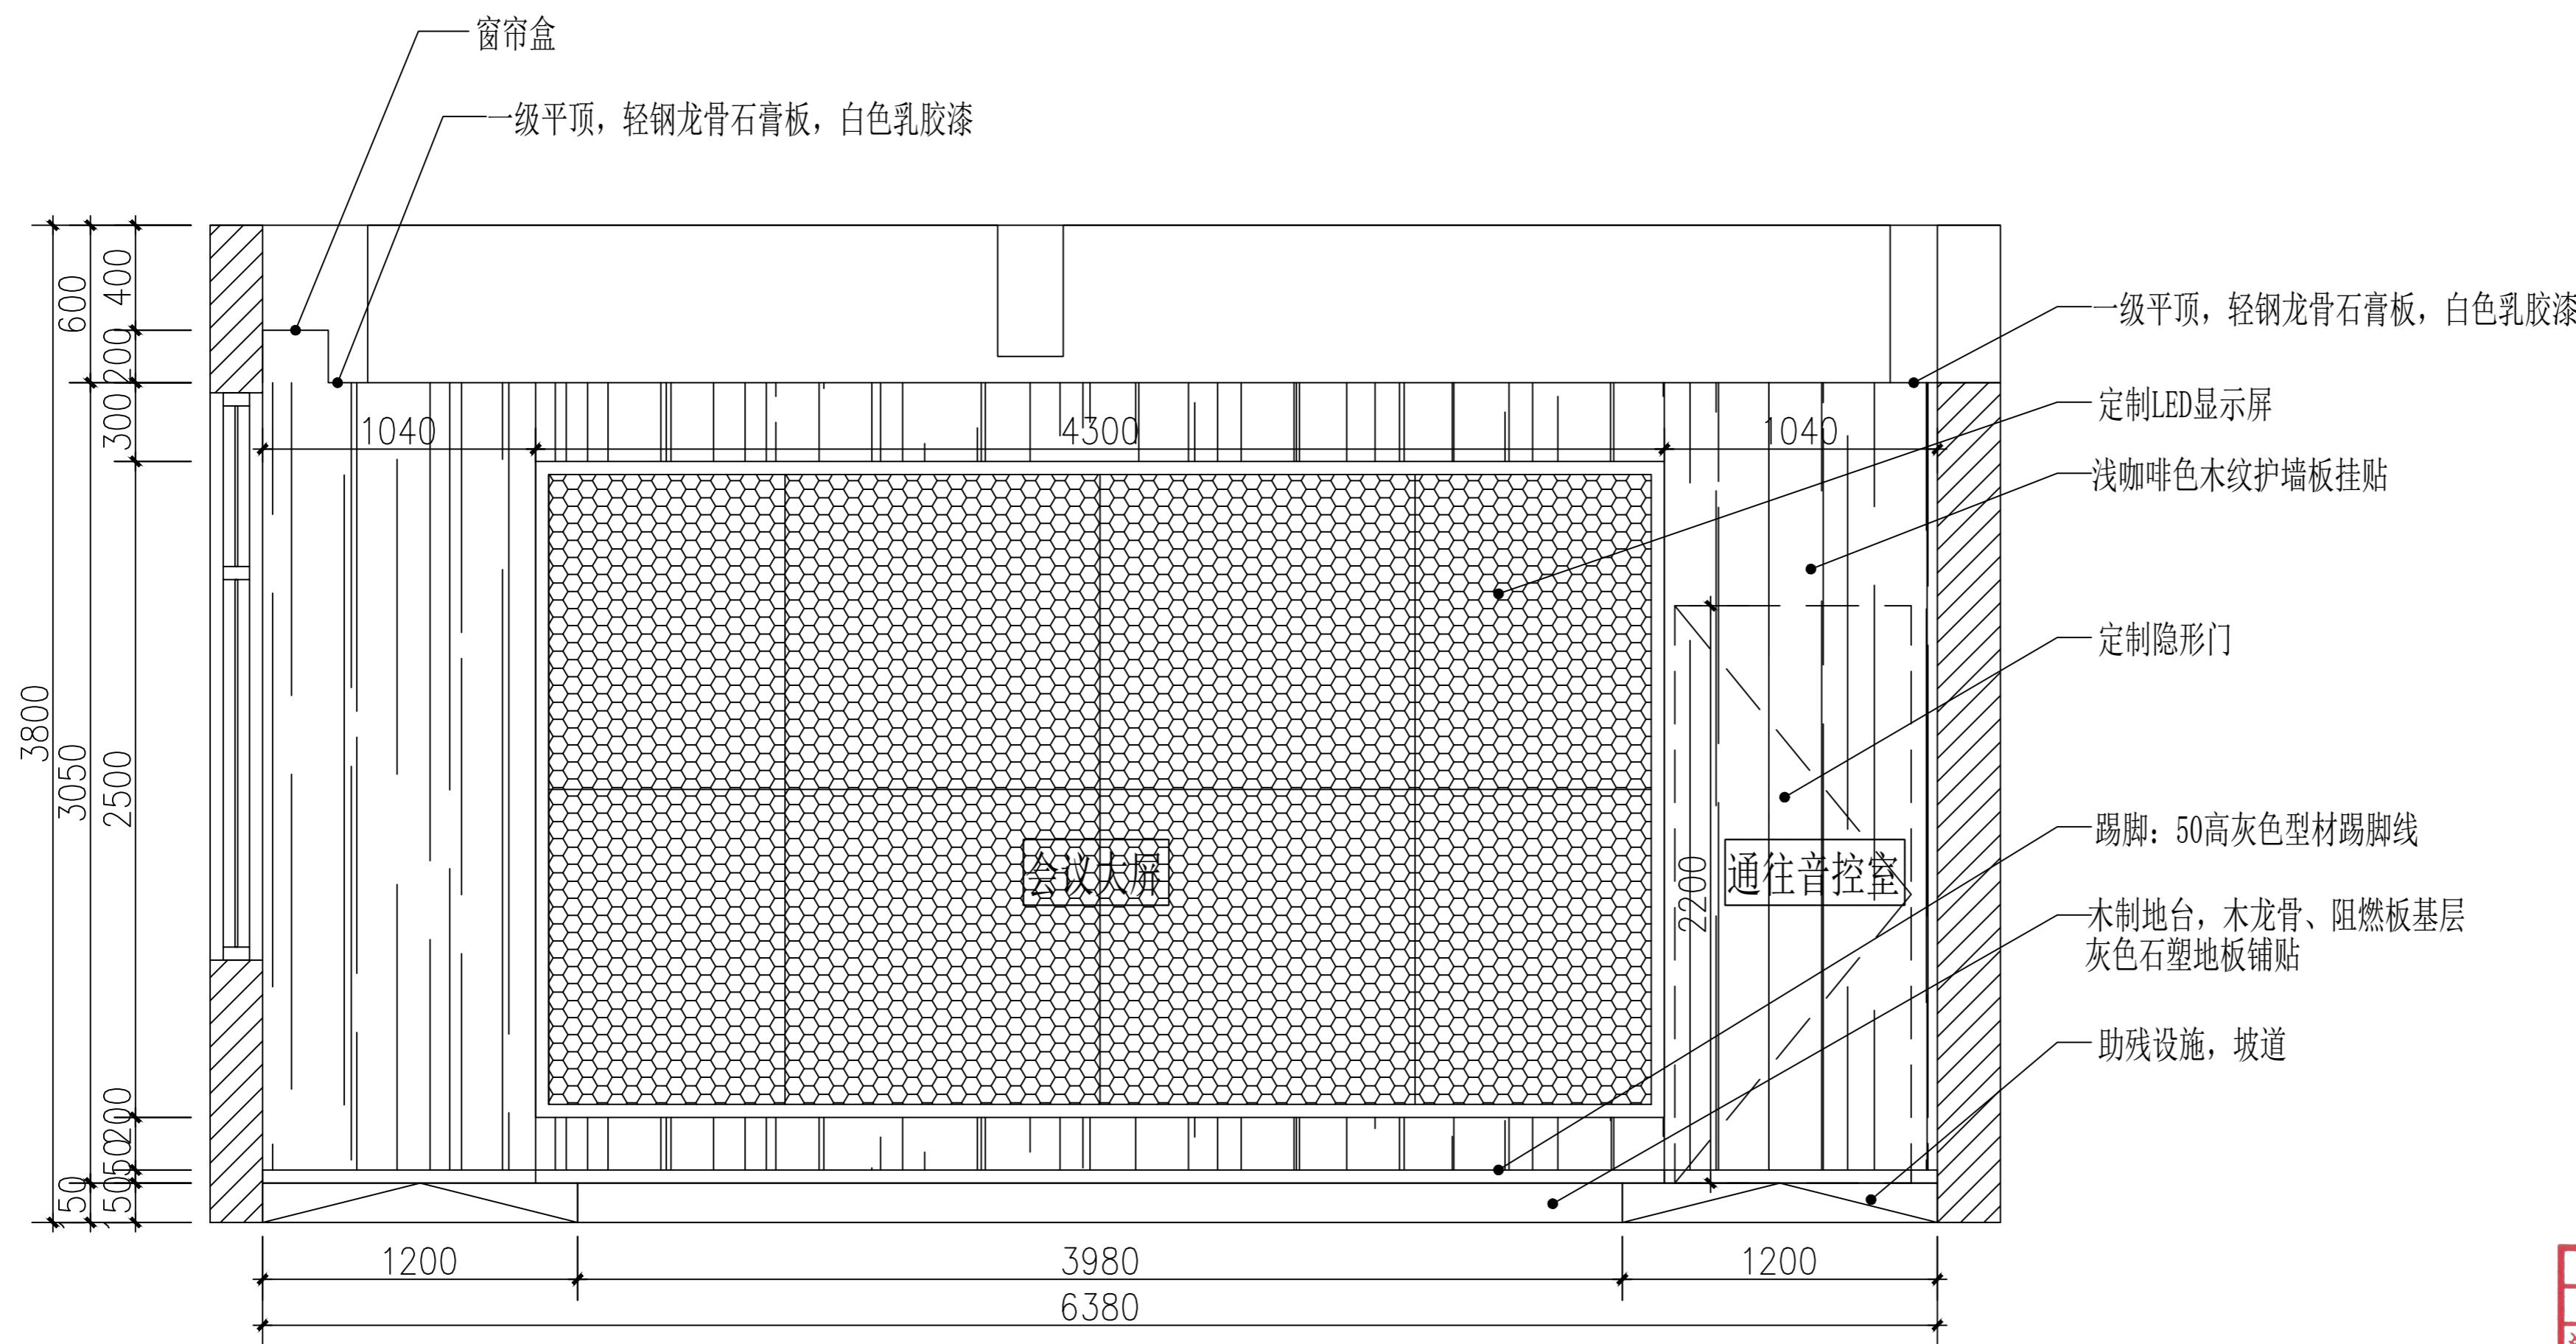 窗帘盒
一级平顶，轻钢龙骨石膏板，白色乳胶漆
一级平顶，轻钢龙骨石膏板，白色乳胶漆
定制LED显示屏
浅咖啡色木纹护墙板挂贴
定制隐形门
踢脚：50高灰色型材踢脚线
木制地台，木龙骨、阻燃板基层
灰色石塑地板铺贴
助残设施，坡道
会议大屏
通往音控室
1040
4300
1040
2200
3800
600
3050
150
400
200
300
2500
200
50
150
1200
3980
1200
6380